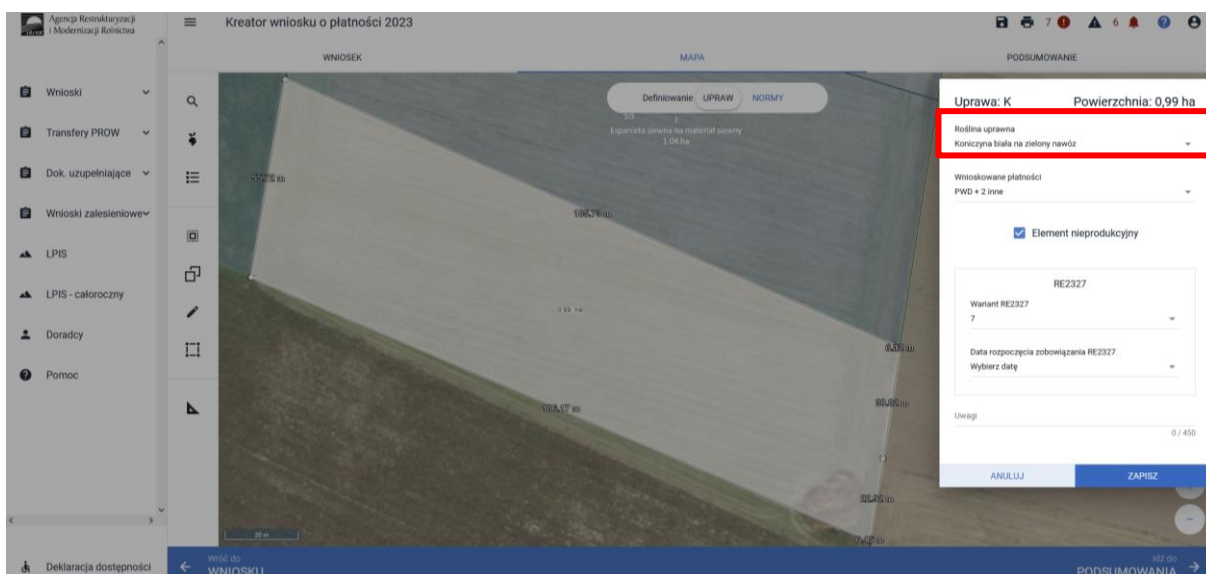 Agencja Restrukturyzacji
i Modernizacji Rolnictwa
Kreator wniosku o płatności 2023
7
6
WNIOSEK
MAPA
PODSUMOWANIE
Wnioski
Transfery PROW
Dok. uzupełniające
Wnioski zalesieniowe
LPIS
LPIS - całoroczny
Doradcy
Pomoc
Deklaracja dostępności
Definiowanie UPRAW NORMY
Esparceta siewna na materiał siewny
1.04 ha
0.99 ha
20 m
Uprawa: K Powierzchnia: 0,99 ha
Roślina uprawna
Koniczyna biała na zielony nawóz
Wnioskowane płatności
PWD + 2 inne
Element nieprodukcyjny
RE2327
Wariant RE2327
7
Data rozpoczęcia zobowiązania RE2327
Wybierz datę
Uwagi
0 / 450
ANULUJ ZAPISZ
Wróć do
WNIOSKU
Idź do
PODSUMOWANIA